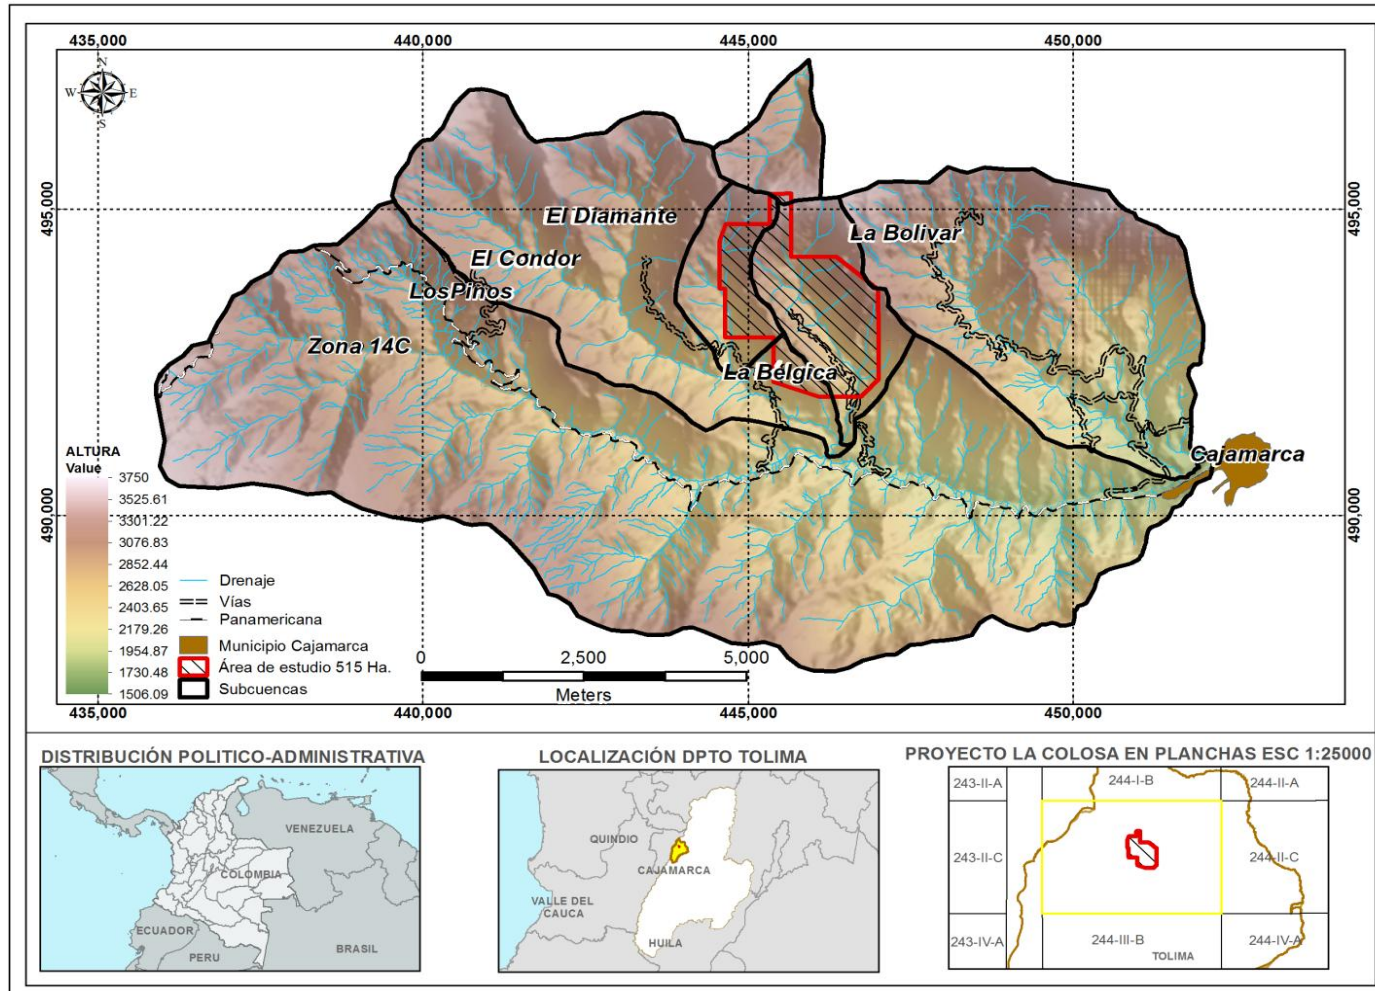 435,000
440,000
445,000
450,000
N
W
E
S
495,000
495,000
El Diamante
La Bolivar
El Condor
Los Pinos
Zona 14C
La Bélgica
Cajamarca
490,000
490,000
ALTURA
Value
3750
3525.61
3301.22
3076.83
2852.44
2628.05
2403.65
2179.26
1954.87
1730.48
1506.09
Drenaje
Vías
Panamericana
Municipio Cajamarca
Área de estudio 515 Ha.
Subcuencas
0
2,500
5,000
Meters
435,000
440,000
445,000
450,000
DISTRIBUCIÓN POLITICO-ADMINISTRATIVA
VENEZUELA
COLOMBIA
ECUADOR
PERU
BRASIL
LOCALIZACIÓN DPTO TOLIMA
QUINDIO
CAJAMARCA
VALLE DEL
CAUCA
HUILA
PROYECTO LA COLOSA EN PLANCHAS ESC 1:25000
243-II-A
244-I-B
244-II-A
243-II-C
244-II-C
243-IV-A
244-III-B
244-IV-A
TOLIMA